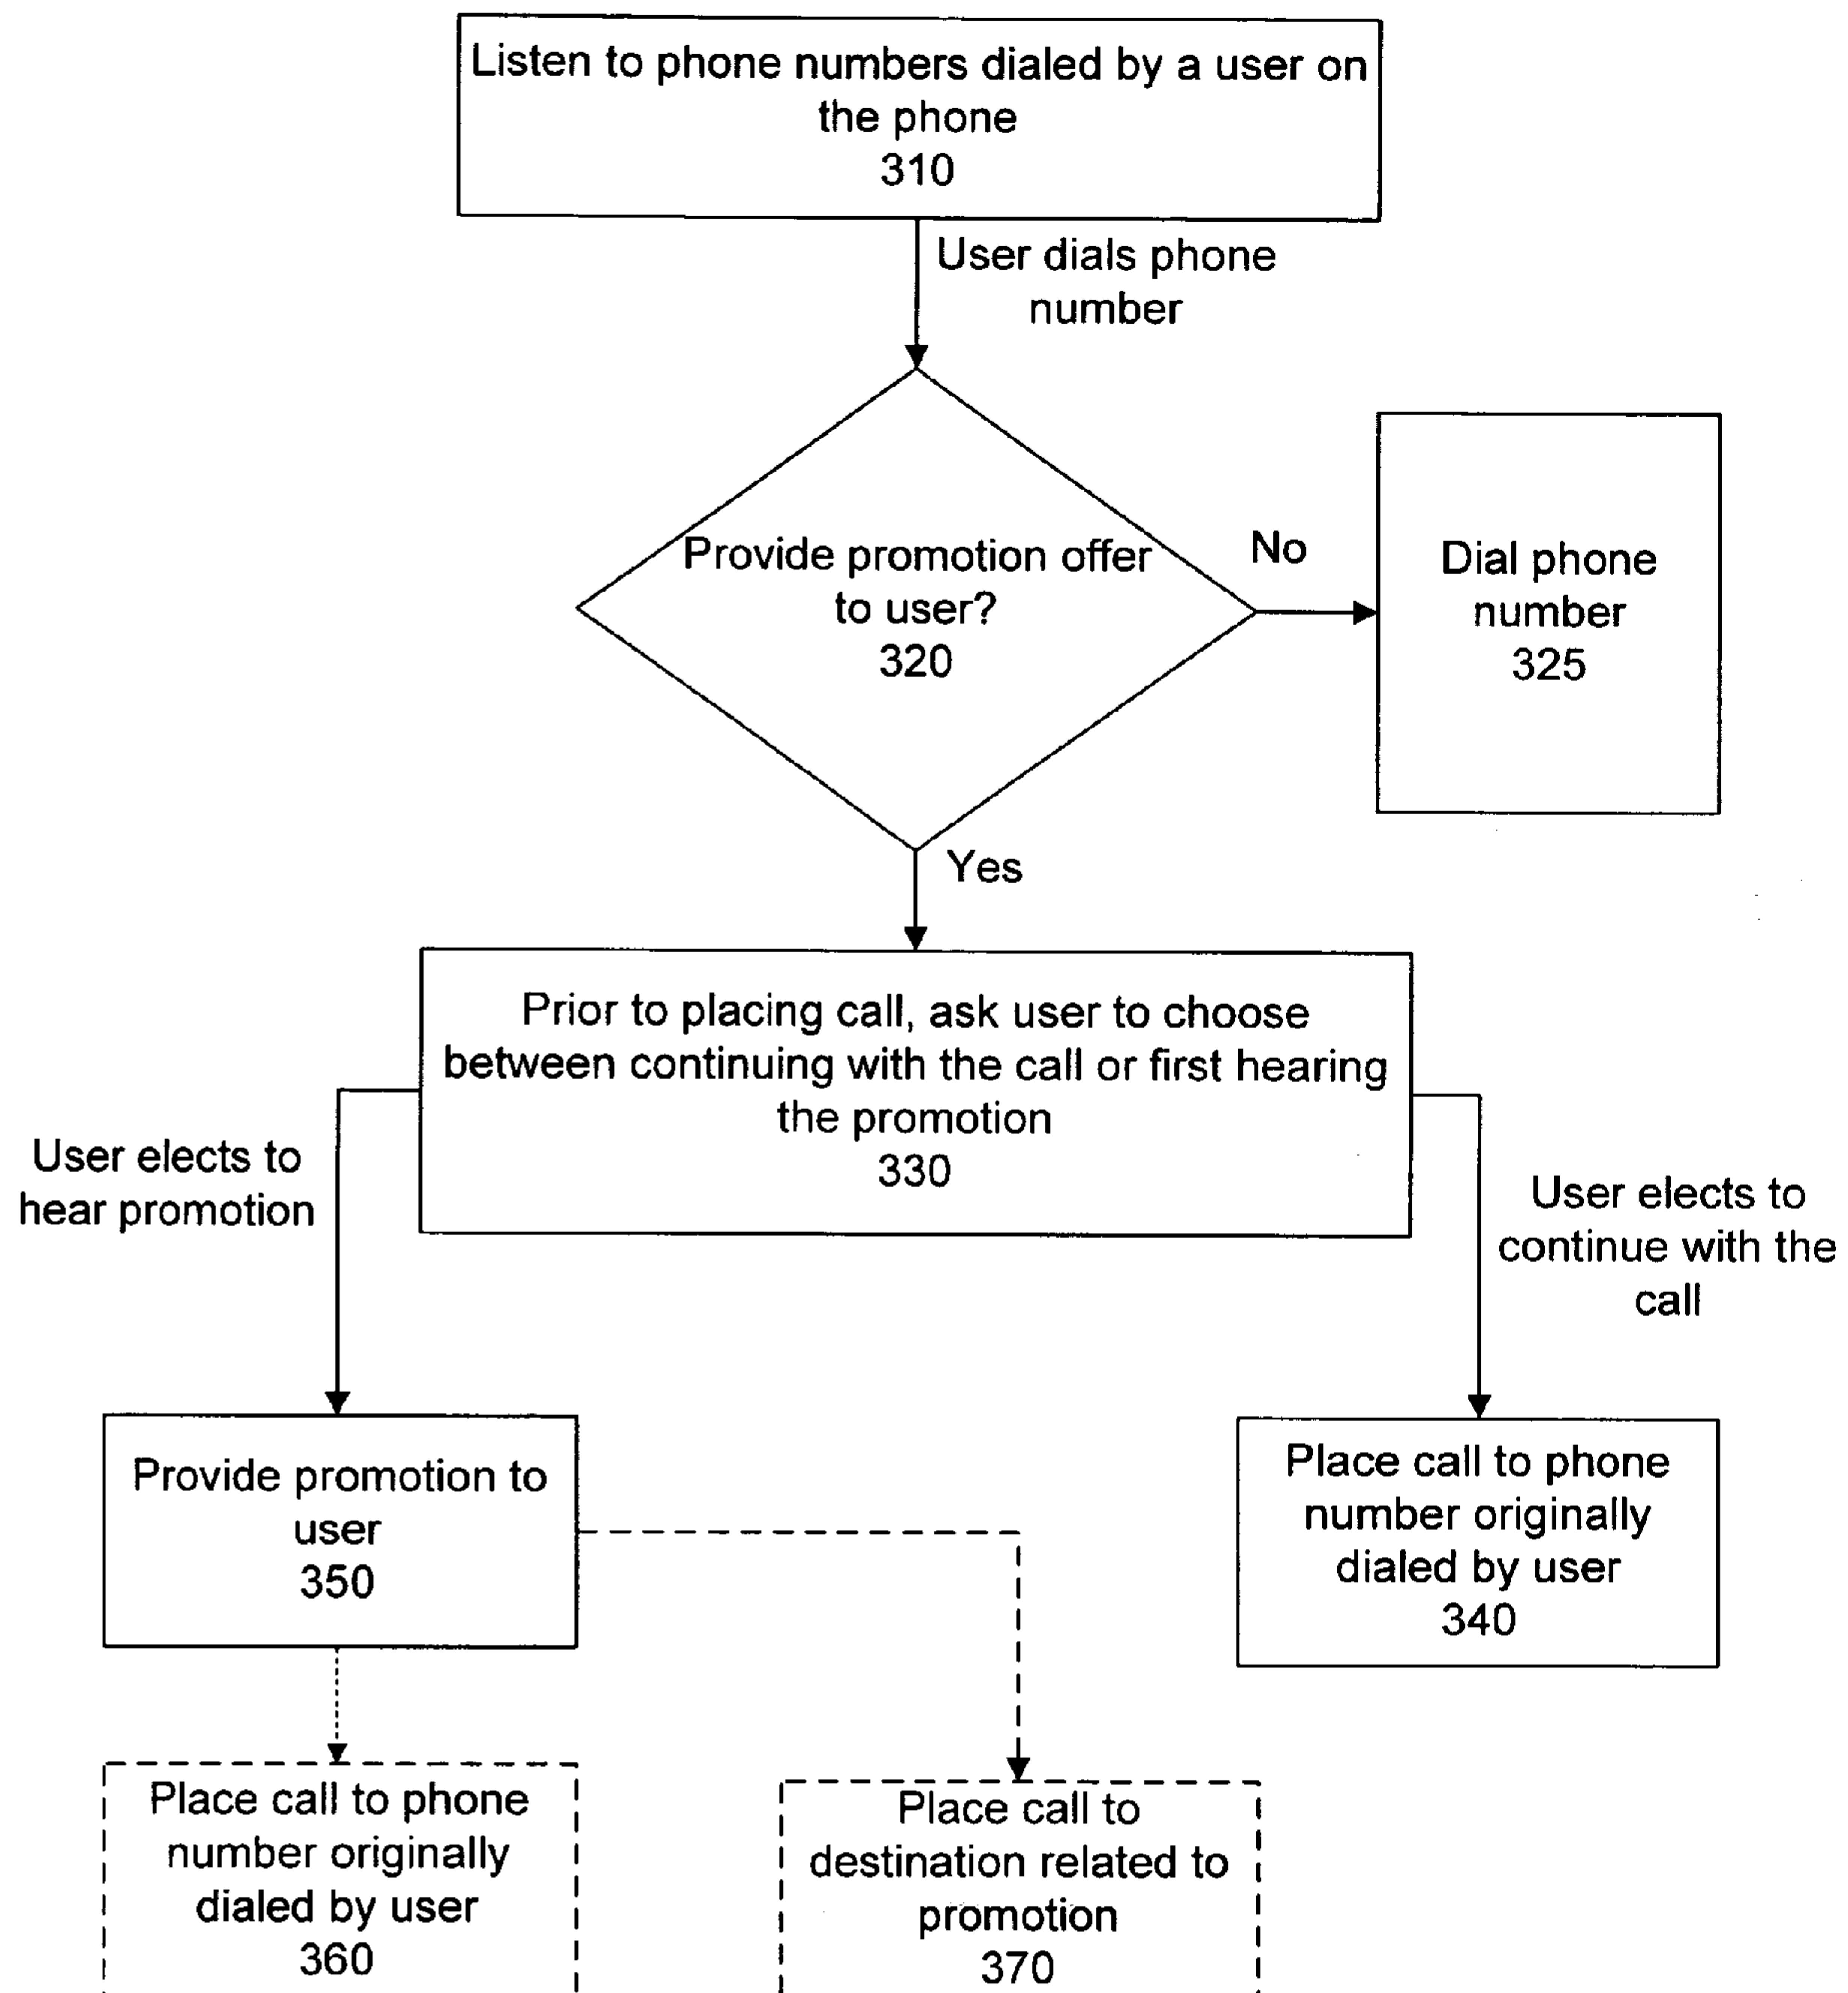 Listen to phone numbers dialed by a user on
the phone
310
User dials phone
number
Provide promotion offer
to user?
320
No
Dial phone
number
325
Yes
Prior to placing call, ask user to choose
between continuing with the call or first hearing
the promotion
330
User elects to
hear promotion
User elects to
continue with the
call
Provide promotion to
user
350
Place call to phone
number originally
dialed by user
340
Place call to phone
number originally
dialed by user
360
Place call to
destination related to
promotion
370